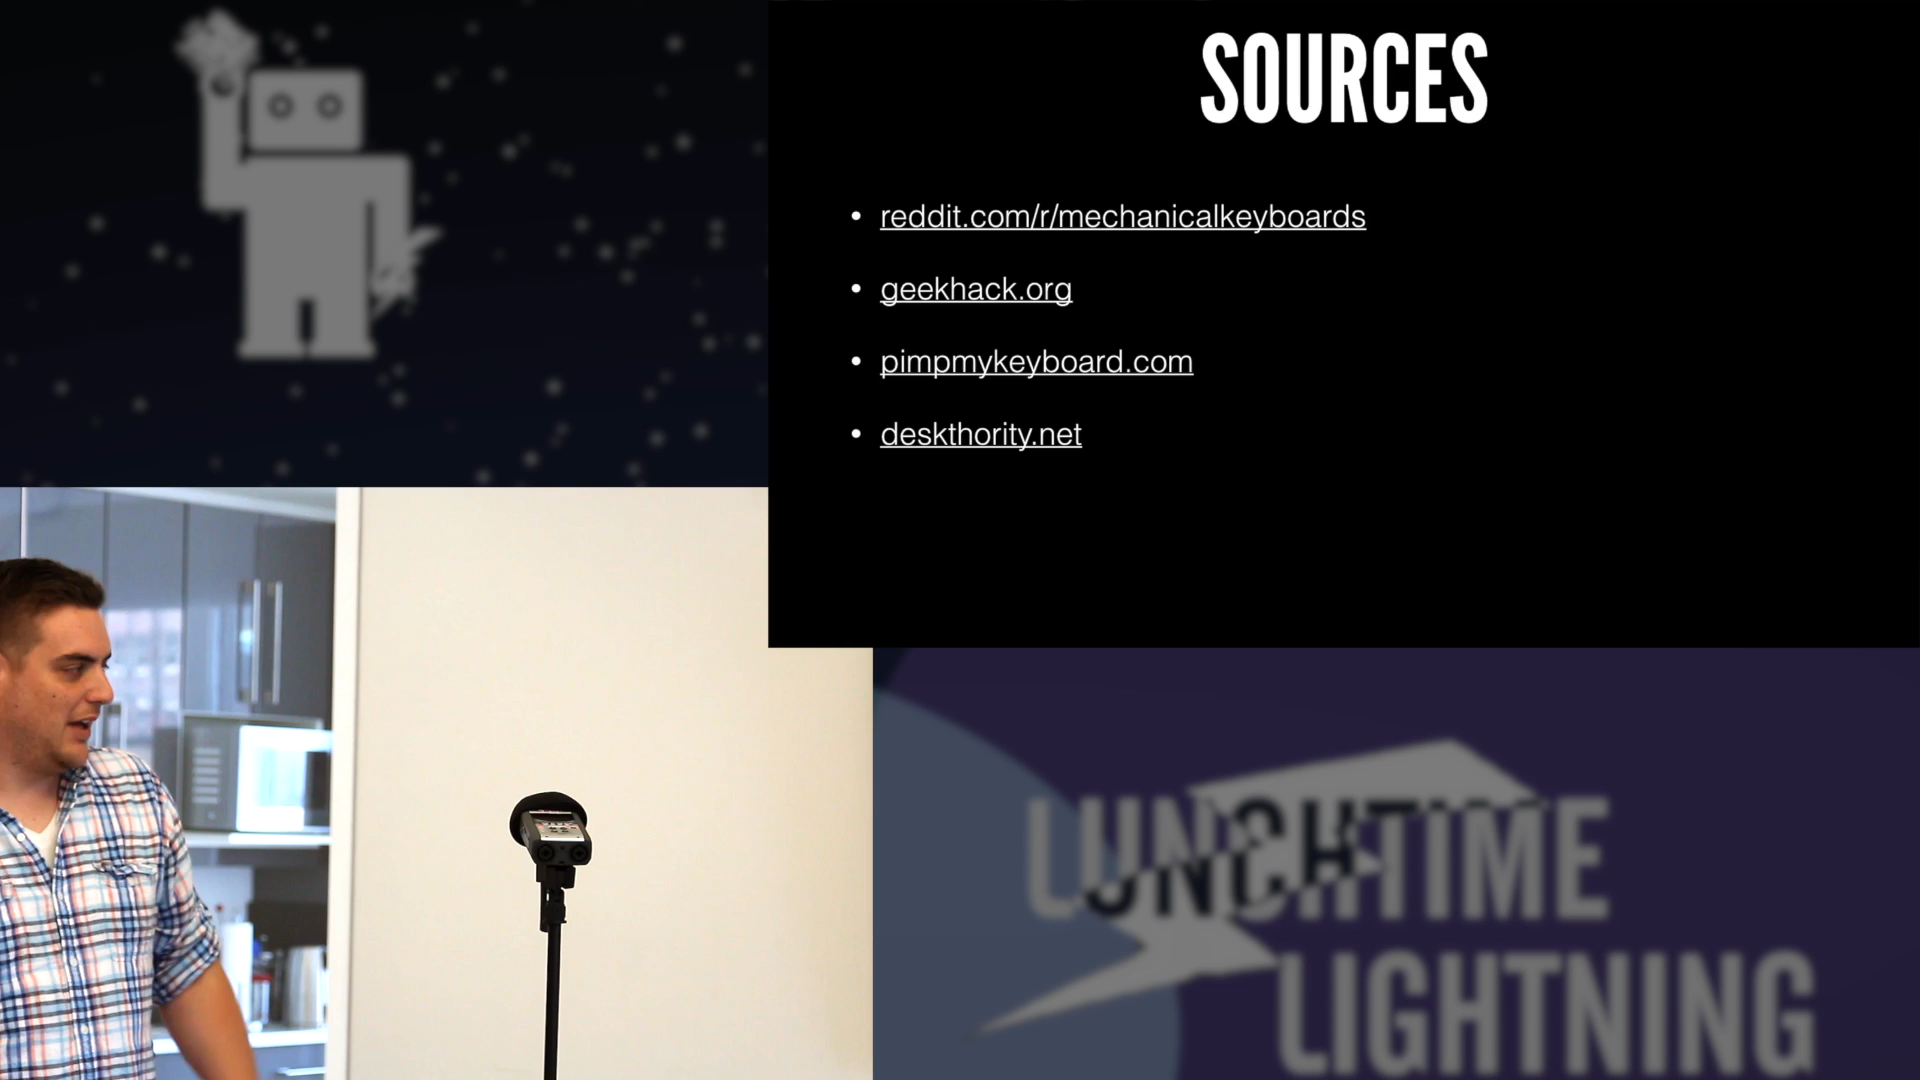 SOURCES
• reddit.com/r/mechanicalkeyboards
• geekhack.org
• pimpmykeyboard.com
• deskthority.net
LUNCHTIME
LIGHTNING